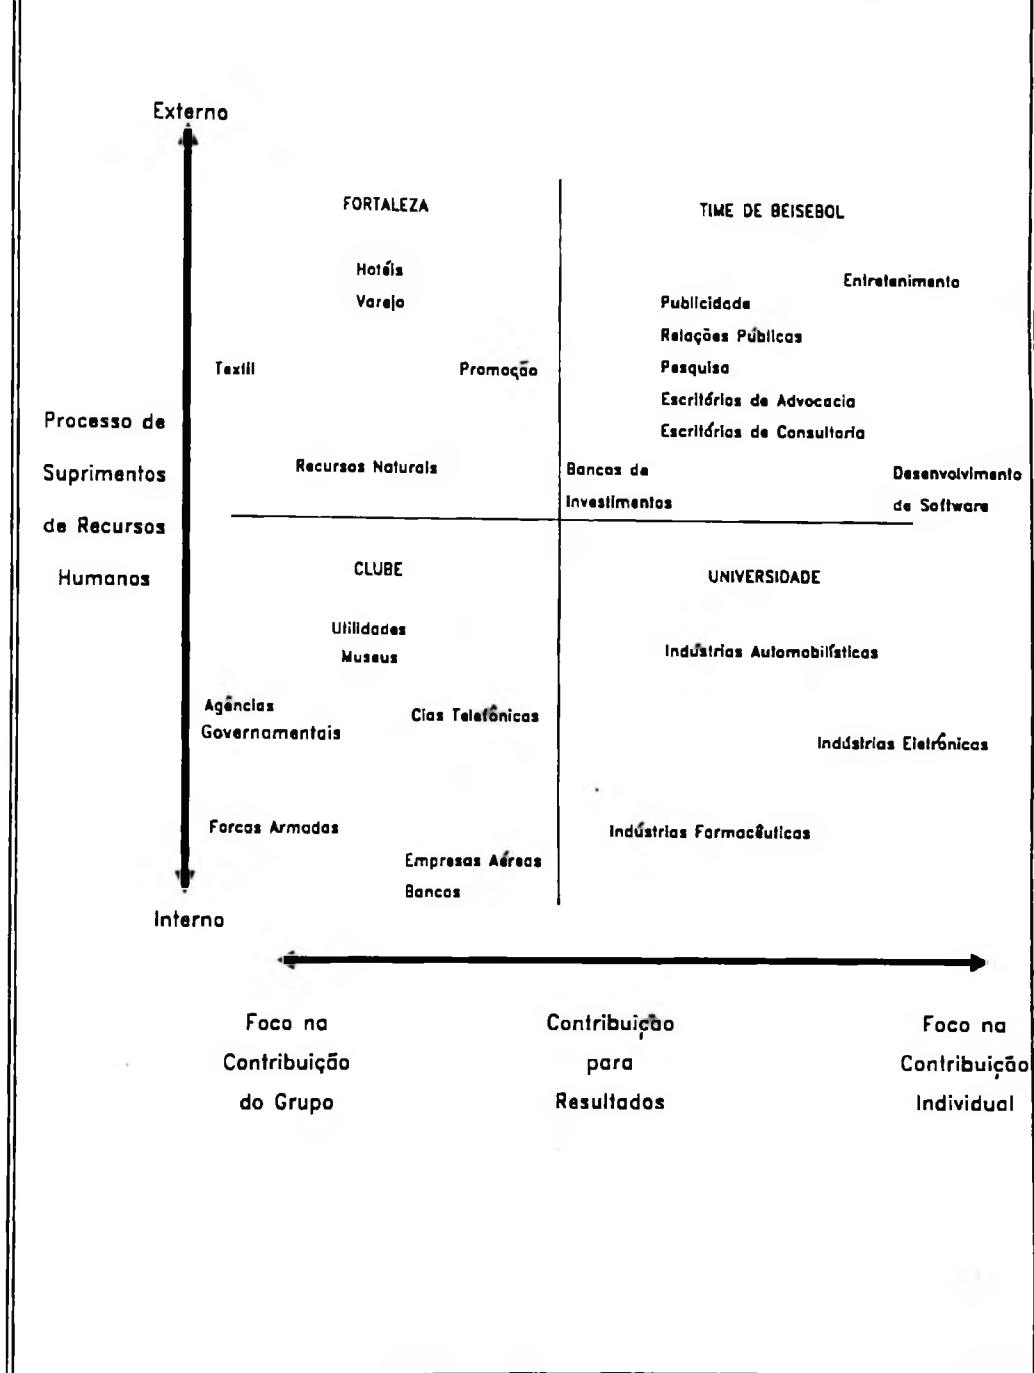 Externo
FORTALEZA
TIME DE BEISEBOL
Hotéis
Varejo
Entretenimento
Publicidade
Relações Públicas
Textil
Promoção
Pesquisa
Escritórios de Advocacia
Escritórios de Consultoria
Processo de
Suprimentos
de Recursos
Humanos
Recursos Naturais
Bancos de
Investimentos
Desenvolvimento
de Software
CLUBE
UNIVERSIDADE
Utilidades
Museus
Indústrias Automobilísticas
Agências
Governamentais
Cias Telefônicas
Indústrias Eletrônicas
Forcas Armadas
Indústrias Farmacêuticas
Empresas Aéreas
Bancos
Interno
Foco na
Contribuição
do Grupo
Contribuição
para
Resultados
Foco na
Contribuição
Individual